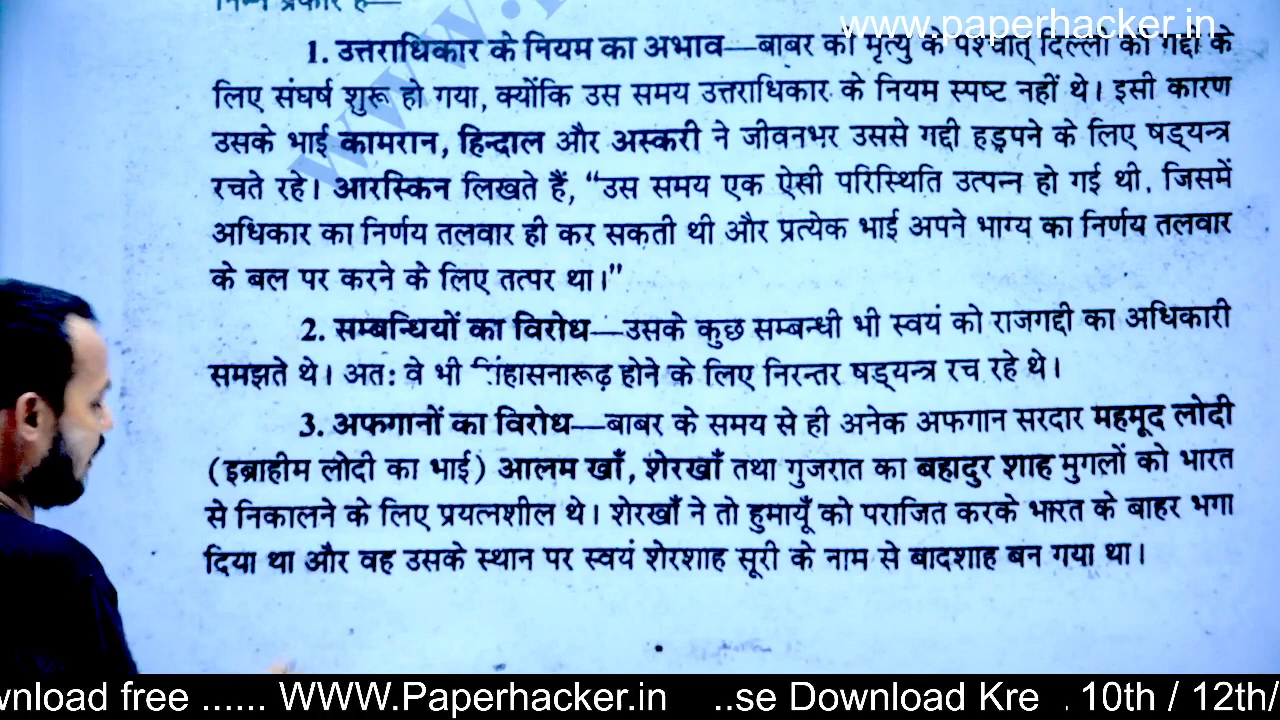 www.paperhacker.in
निम्न प्रकार हैं—
1. उत्तराधिकार के नियम का अभाव—बाबर की मृत्यु के पश्चात् दिल्ली की गद्दी के
लिए संघर्ष शुरू हो गया, क्योंकि उस समय उत्तराधिकार के नियम स्पष्ट नहीं थे। इसी कारण
उसके भाई कामरान, हिन्दाल और अस्करी ने जीवनभर उससे गद्दी हड़पने के लिए षड्यन्त्र
रचते रहे। आरस्किन लिखते हैं, “उस समय एक ऐसी परिस्थिति उत्पन्न हो गई थी, जिसमें
अधिकार का निर्णय तलवार ही कर सकती थी और प्रत्येक भाई अपने भाग्य का निर्णय तलवार
के बल पर करने के लिए तत्पर था।”
2. सम्बन्धियों का विरोध—उसके कुछ सम्बन्धी भी स्वयं को राजगद्दी का अधिकारी
समझते थे। अतः वे भी सिंहासनारूढ़ होने के लिए निरन्तर षड्यन्त्र रच रहे थे।
3. अफगानों का विरोध—बाबर के समय से ही अनेक अफगान सरदार महमूद लोदी
(इब्राहीम लोदी का भाई) आलम खाँ, शेरखाँ तथा गुजरात का बहादुर शाह मुगलों को भारत
से निकालने के लिए प्रयत्नशील थे। शेरखाँ ने तो हुमायूँ को पराजित करके भारत के बाहर भगा
दिया था और वह उसके स्थान पर स्वयं शेरशाह सूरी के नाम से बादशाह बन गया था।
wnload free ...... WWW.Paperhacker.in ..se Download Kre . 10th / 12th/